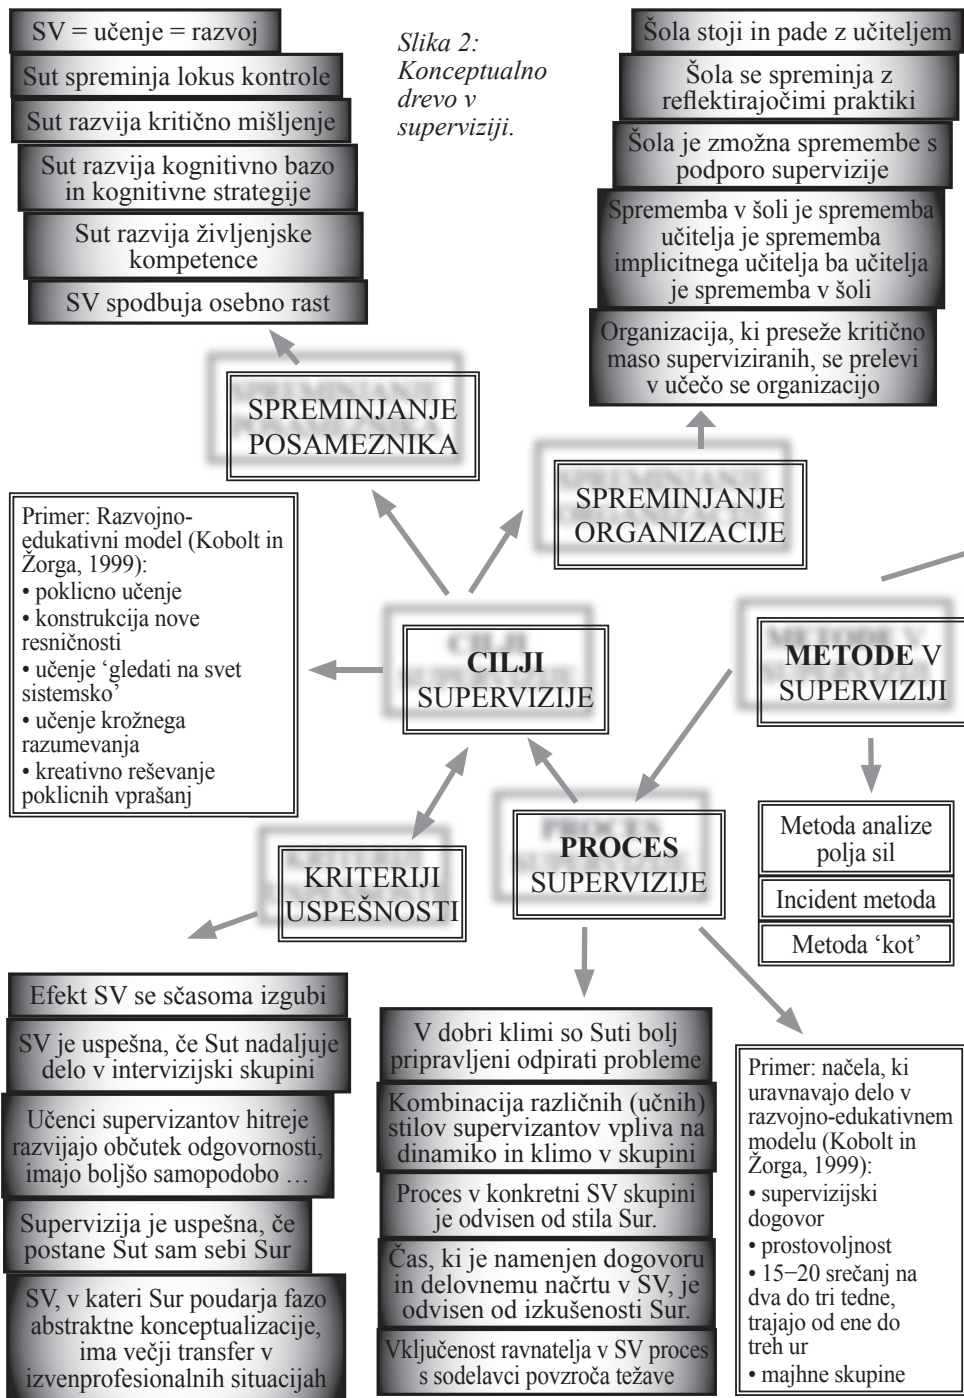 SV = učenje = razvoj
Sut spreminja lokus kontrole
Sut razvija kritično mišljenje
Sut razvija kognitivno bazo
in kognitivne strategije
Sut razvija življenjske
kompetence
SV spodbuja osebno rast
Slika 2:
Konceptualno
drevo v
superviziji.
Šola stoji in pade z učiteljem
Šola se spreminja z
reflektirajočimi praktiki
Šola je zmožna spremembe s
podporo supervizije
Sprememba v šoli je sprememba
učitelja je sprememba
implicitnega učitelja ba učitelja
je sprememba v šoli
Organizacija, ki preseže kritično
maso superviziranih, se prelevi
v učečo se organizacijo
SPREMINJANJE
POSAMEZNIKA
SPREMINJANJE
ORGANIZACIJE
Primer: Razvojno-
edukativni model (Kobolt in
Žorga, 1999):
• poklicno učenje
• konstrukcija nove
resničnosti
• učenje ‘gledati na svet
sistemsko’
• učenje krožnega
razumevanja
• kreativno reševanje
poklicnih vprašanj
CILJI
SUPERVIZIJE
METODE V
SUPERVIZIJI
KRITERIJI
USPEŠNOSTI
PROCES
SUPERVIZIJE
Metoda analize
polja sil
Incident metoda
Metoda ‘kot’
Efekt SV se sčasoma izgubi
SV je uspešna, če Sut nadaljuje
delo v intervizijski skupini
Učenci supervizantov hitreje
razvijajo občutek odgovornosti,
imajo boljšo samopodobo …
Supervizija je uspešna, če
postane Sut sam sebi Sur
SV, v kateri Sur poudarja fazo
abstraktne konceptualizacije,
ima večji transfer v
izvenprofesionalnih situacijah
V dobri klimi so Suti bolj
pripravljeni odpirati probleme
Kombinacija različnih (učnih)
stilov supervizantov vpliva na
dinamiko in klimo v skupini
Proces v konkretni SV skupini
je odvisen od stila Sur.
Čas, ki je namenjen dogovoru
in delovnemu načrtu v SV, je
odvisen od izkušenosti Sur.
Vključenost ravnatelja v SV proces
s sodelavci povzroča težave
Primer: načela, ki
uravnavajo delo v
razvojno-edukativnem
modelu (Kobolt in
Žorga, 1999):
• supervizijski
dogovor
• prostovoljnost
• 15−20 srečanj na
dva do tri tedne,
trajajo od ene do
treh ur
• majhne skupine